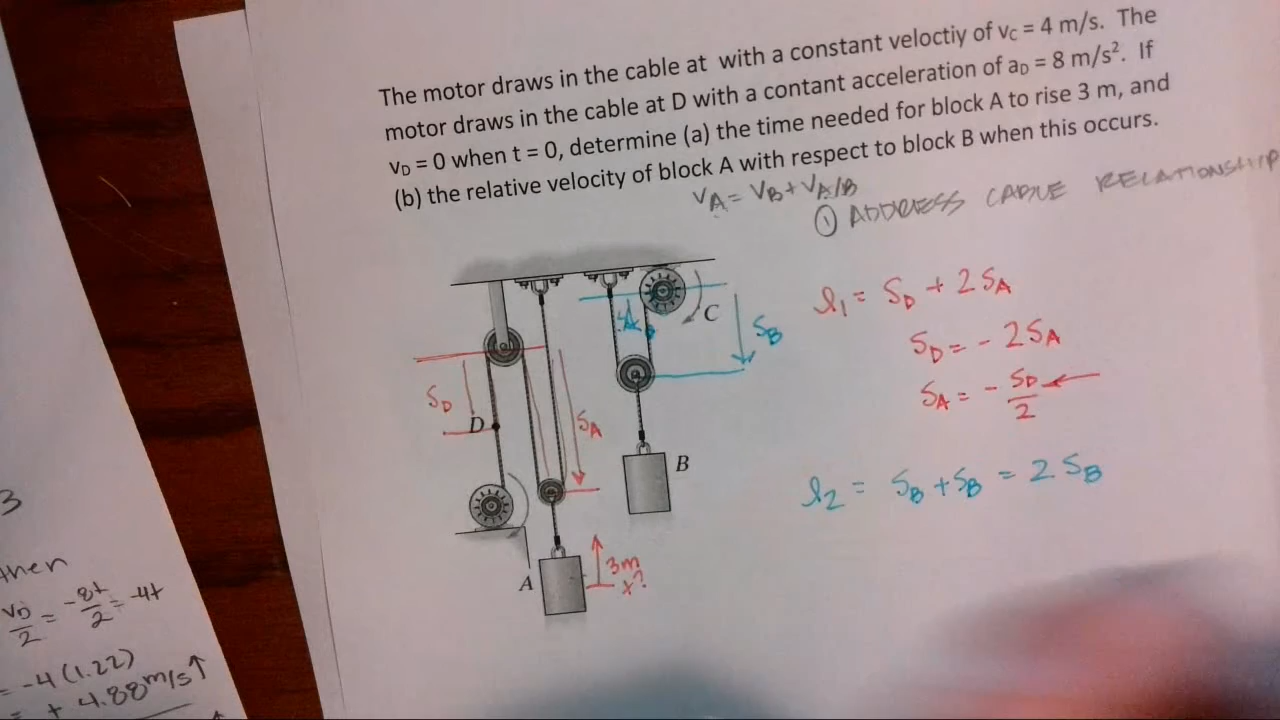 The motor draws in the cable at with a constant veloctiy of vC = 4 m/s. The
motor draws in the cable at D with a contant acceleration of aD = 8 m/s². If
vD = 0 when t = 0, determine (a) the time needed for block A to rise 3 m, and
(b) the relative velocity of block A with respect to block B when this occurs.
VA = VB + VA/B
① ADDRESS CABLE RELATIONSHIP
l1 = SD + 2SA
SD = - 2SA
SA = - SD/2
l2 = SB + SB = 2 SB
C
SB
SD
D
SA
B
A
3m
x?
3
then
VD/2 = -8t/2 = -4t
= -4(1.22)
= + 4.88 m/s ↑